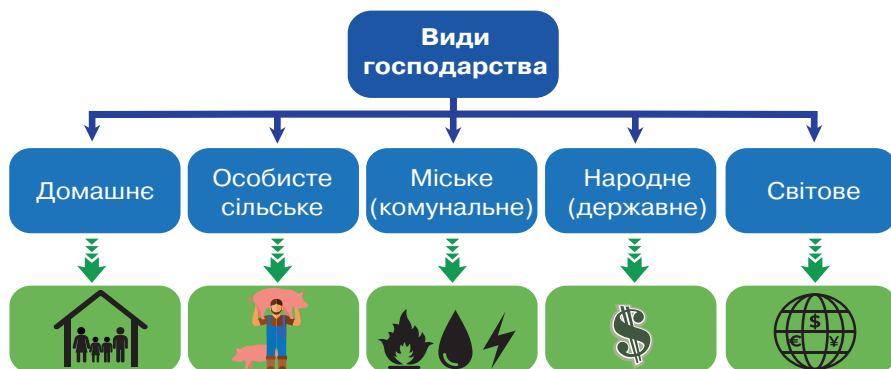 Види
господарства
Домашнє
Особисте
сільське
Міське
(комунальне)
Народне
(державне)
Світове
$
$
€
¥